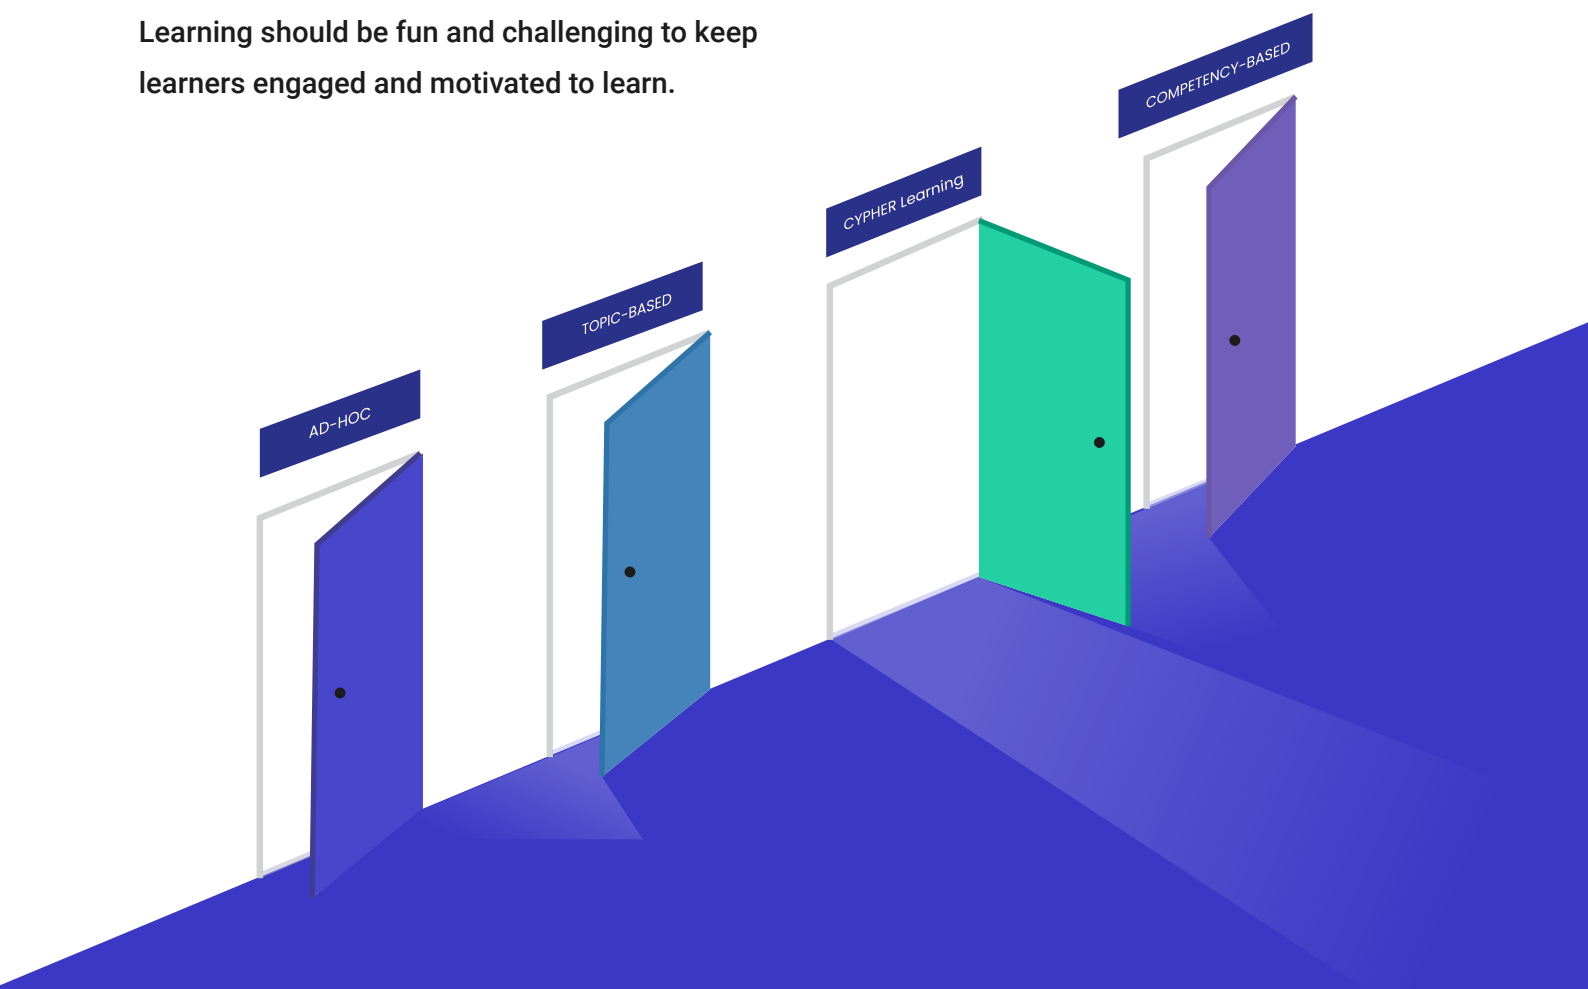 Learning should be fun and challenging to keep
learners engaged and motivated to learn.
COMPETENCY-BASED
CYPHER Learning
TOPIC-BASED
AD-HOC